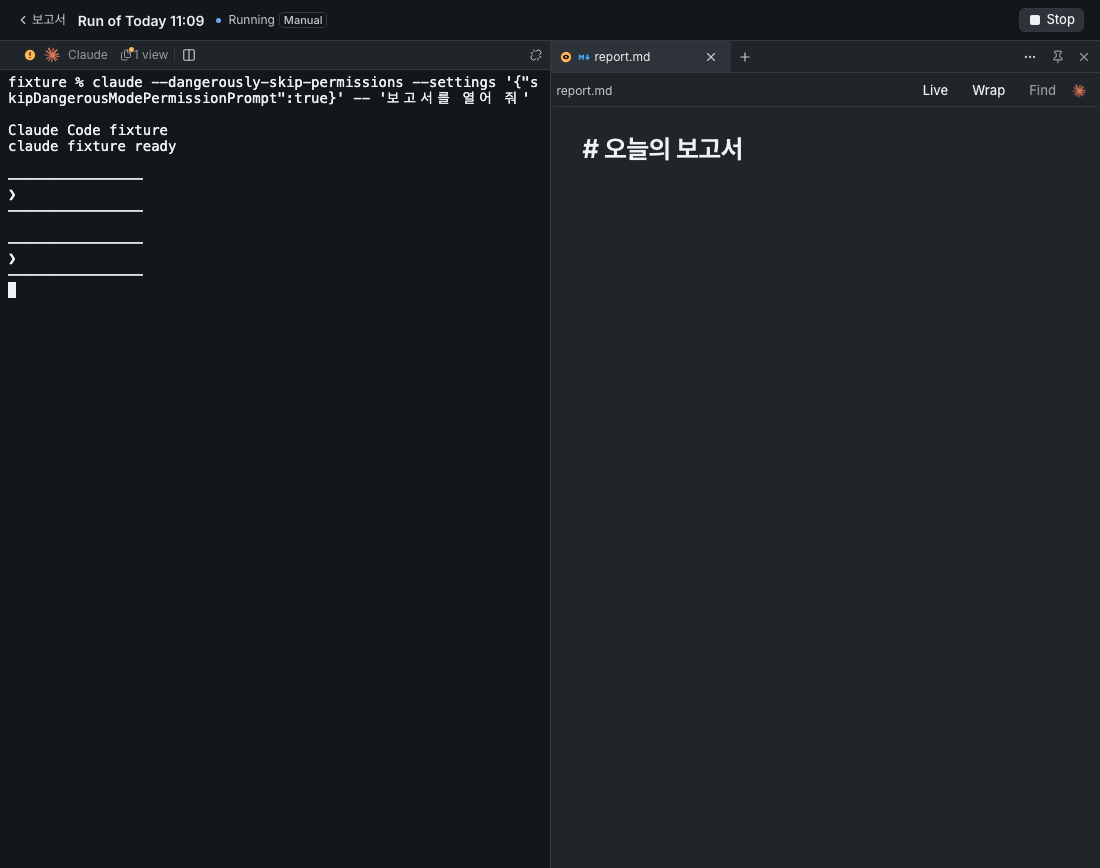 보고서 Run of Today 11:09 Running Manual Stop
Claude 1 view
fixture % claude --dangerously-skip-permissions --settings '{"s
kipDangerousModePermissionPrompt":true}' -- '보고서를 열어 줘'
Claude Code fixture
claude fixture ready
❯
❯
report.md
report.md Live Wrap Find
# 오늘의 보고서